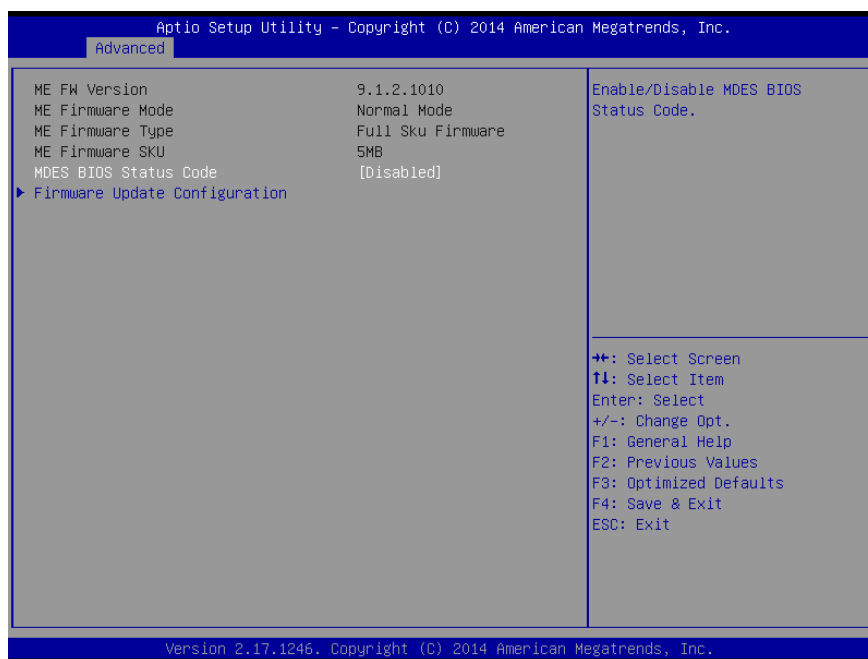 Aptio Setup Utility – Copyright (C) 2014 American Megatrends, Inc.
Advanced
ME FW Version 9.1.2.1010
ME Firmware Mode Normal Mode
ME Firmware Type Full Sku Firmware
ME Firmware SKU 5MB
MDES BIOS Status Code [Disabled]
▶ Firmware Update Configuration
Enable/Disable MDES BIOS
Status Code.
→←: Select Screen
↑↓: Select Item
Enter: Select
+/-: Change Opt.
F1: General Help
F2: Previous Values
F3: Optimized Defaults
F4: Save & Exit
ESC: Exit
Version 2.17.1246. Copyright (C) 2014 American Megatrends, Inc.